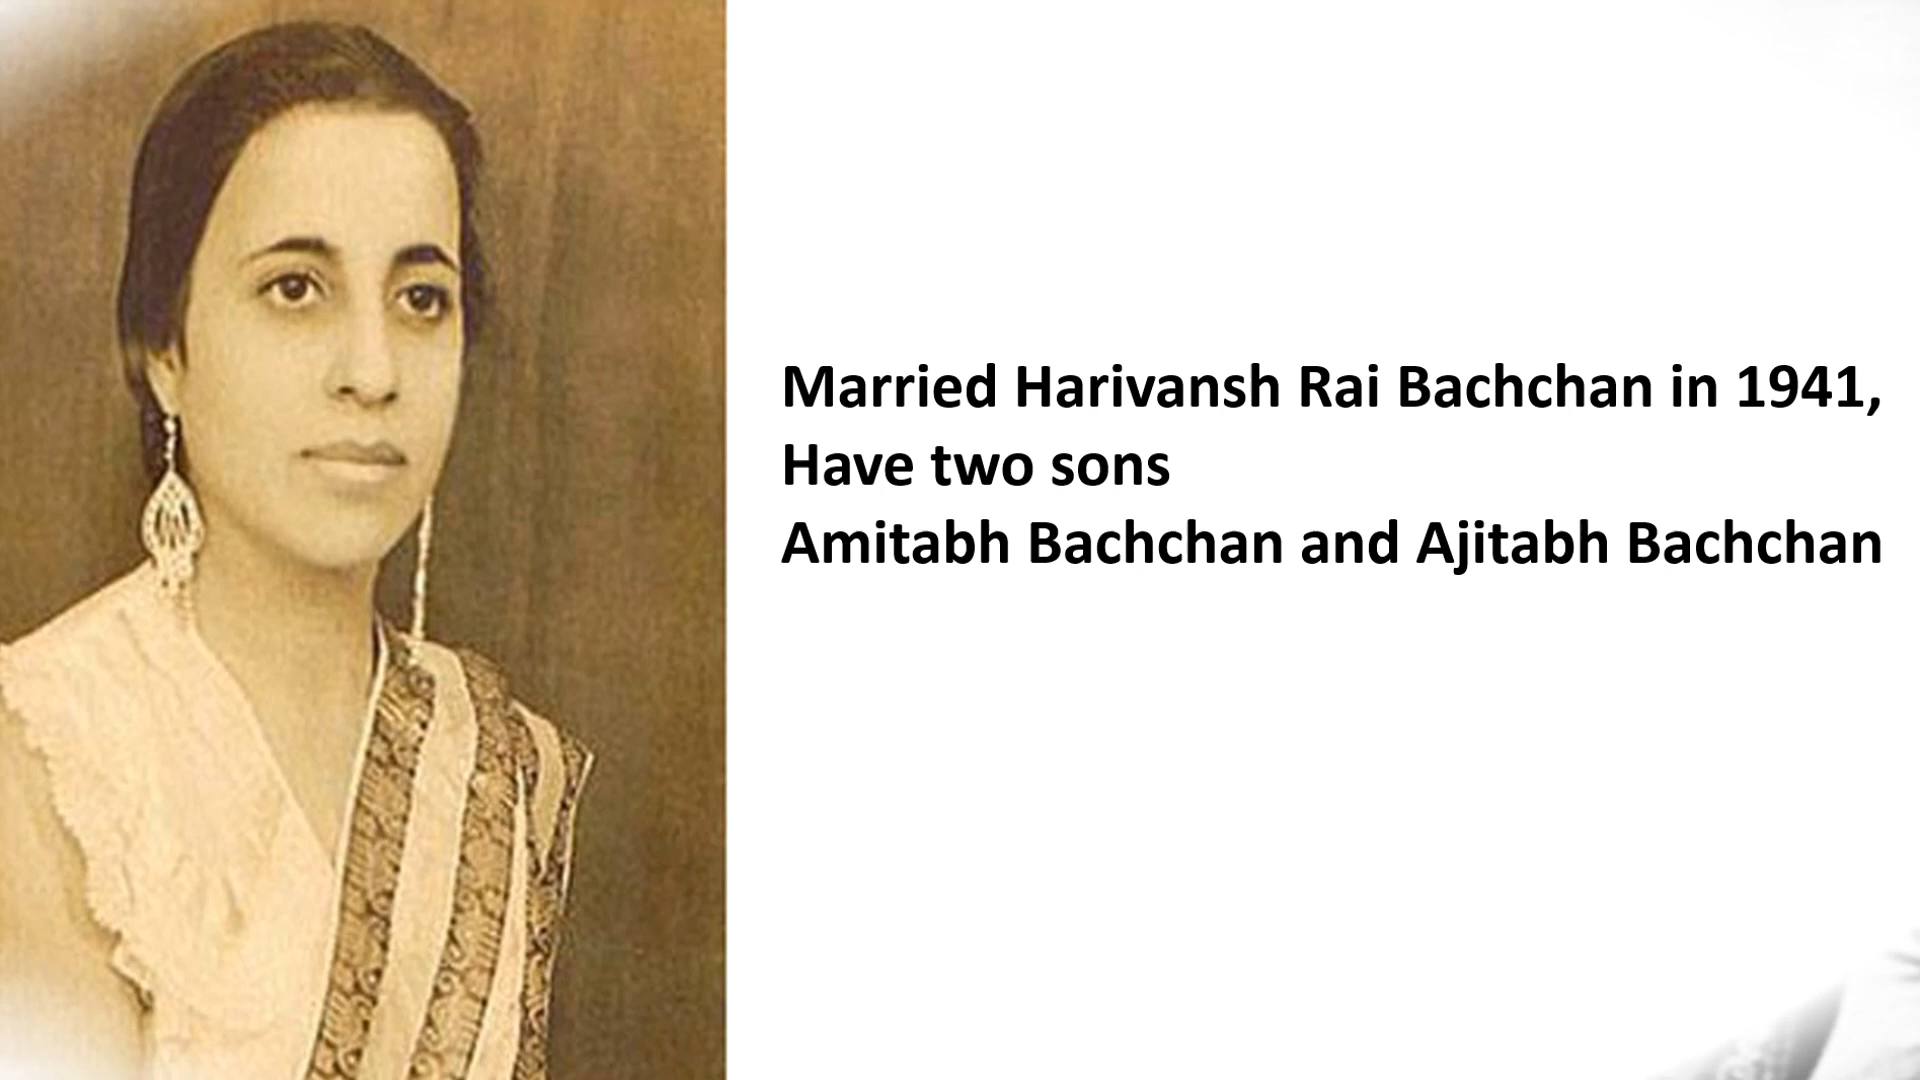 Married Harivansh Rai Bachchan in 1941,
Have two sons
Amitabh Bachchan and Ajitabh Bachchan